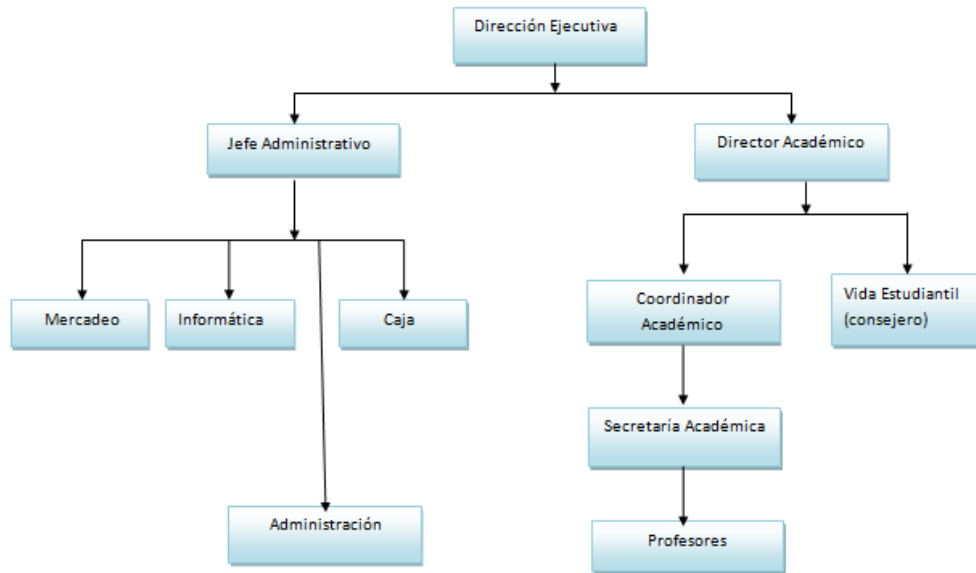 Dirección Ejecutiva
Jefe Administrativo
Director Académico
Mercadeo
Informática
Caja
Coordinador
Académico
Vida Estudiantil
(consejero)
Secretaría Académica
Administración
Profesores